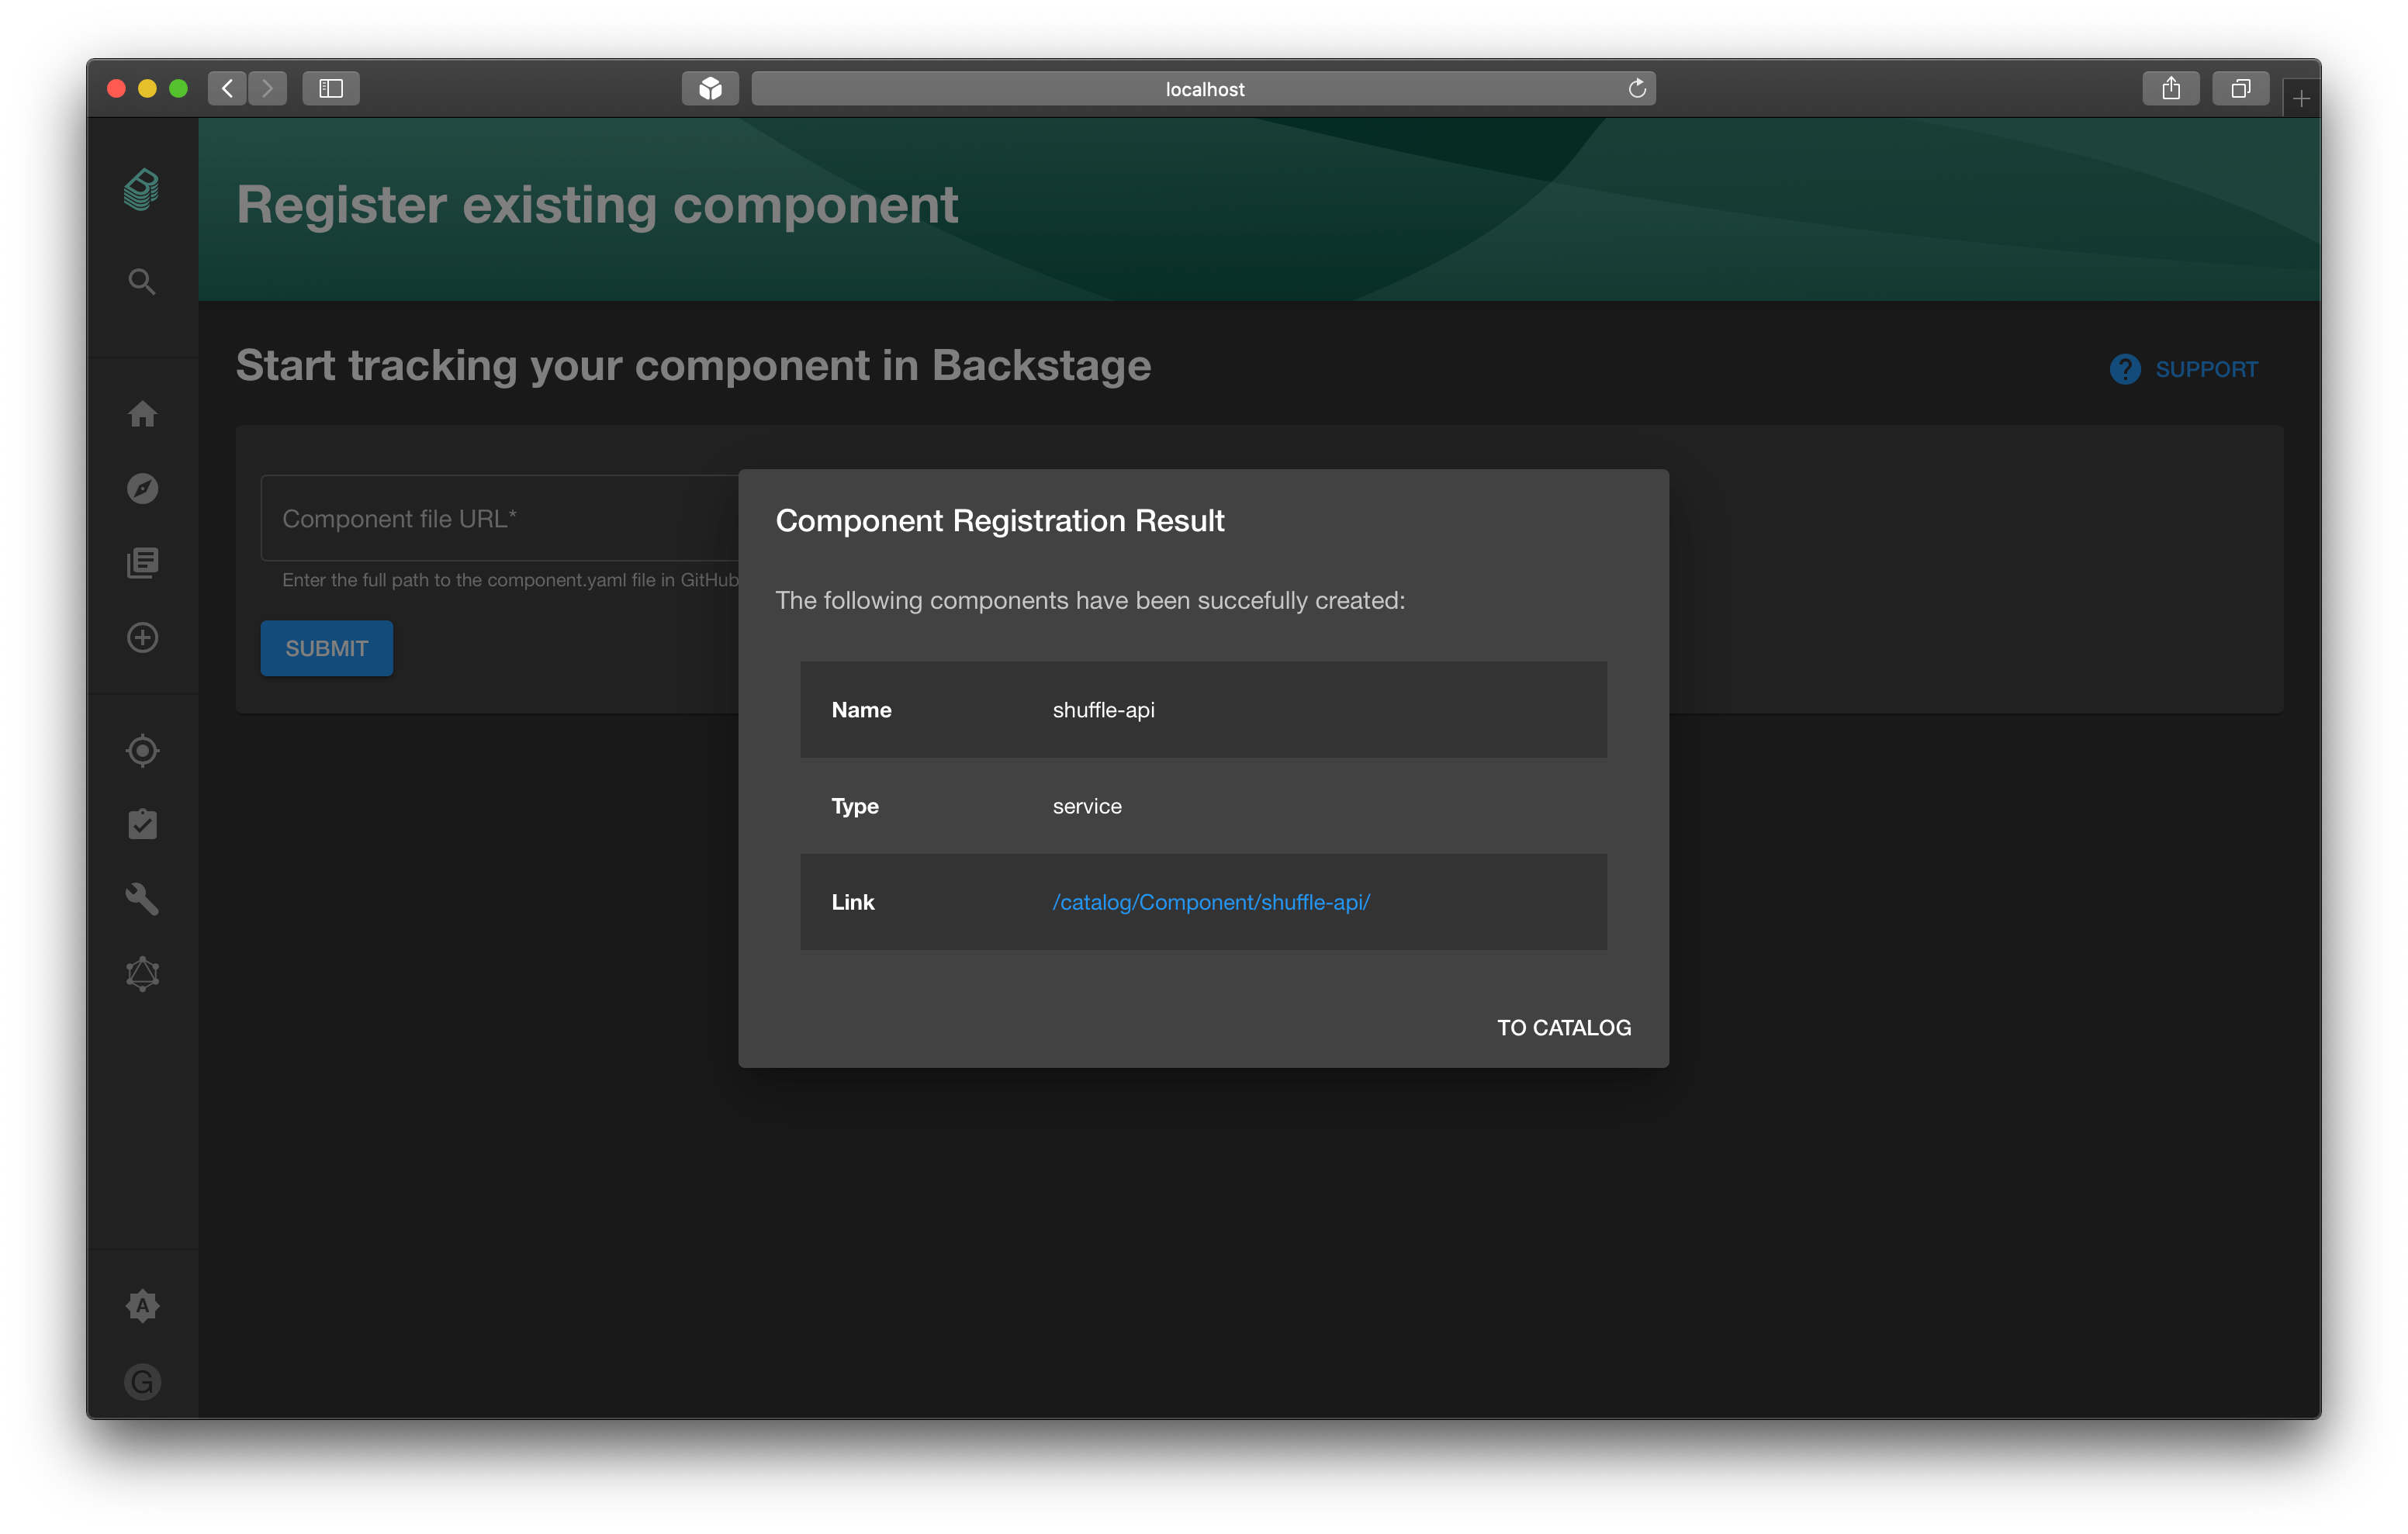 localhost
Register existing component
Start tracking your component in Backstage
SUPPORT
Component file URL*
Enter the full path to the component.yaml file in GitHub
SUBMIT
Component Registration Result
The following components have been succefully created:
Name shuffle-api
Type service
Link /catalog/Component/shuffle-api/
TO CATALOG
A
G